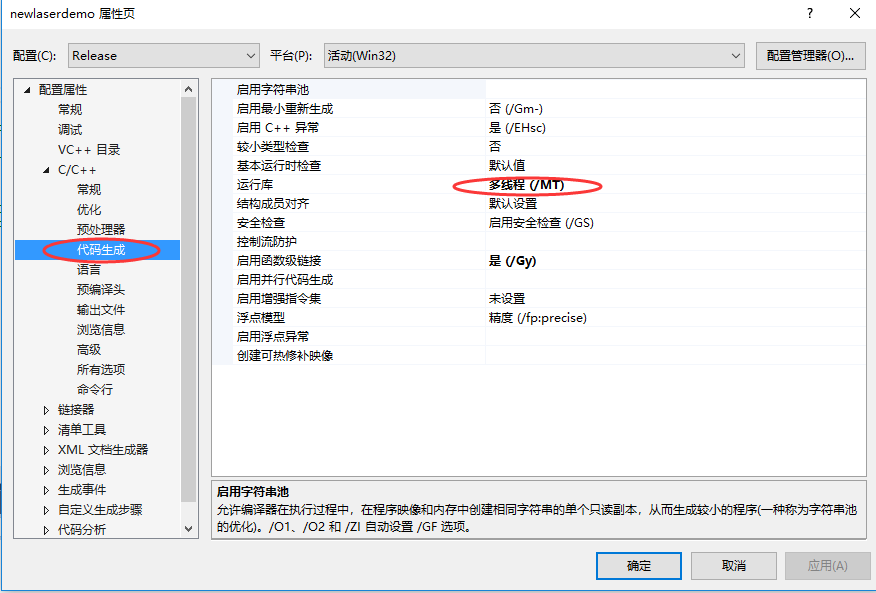 newlaserdemo 属性页
配置(C): Release 平台(P): 活动(Win32) 配置管理器(O)...
配置属性
常规
调试
VC++ 目录
C/C++
常规
优化
预处理器
代码生成
语言
预编译头
输出文件
浏览信息
高级
所有选项
命令行
链接器
清单工具
XML 文档生成器
浏览信息
生成事件
自定义生成步骤
代码分析
启用字符串池
启用最小重新生成 否 (/Gm-)
启用 C++ 异常 是 (/EHsc)
较小类型检查 否
基本运行时检查 默认值
运行库 多线程 (/MT)
结构成员对齐 默认设置
安全检查 启用安全检查 (/GS)
控制流防护
启用函数级链接 是 (/Gy)
启用并行代码生成
启用增强指令集 未设置
浮点模型 精度 (/fp:precise)
启用浮点异常
创建可热修补映像
启用字符串池
允许编译器在执行过程中，在程序映像和内存中创建相同字符串的单个只读副本，从而生成较小的程序(一种称为字符串池
的优化)。/O1、/O2 和 /ZI 自动设置 /GF 选项。
确定 取消 应用(A)